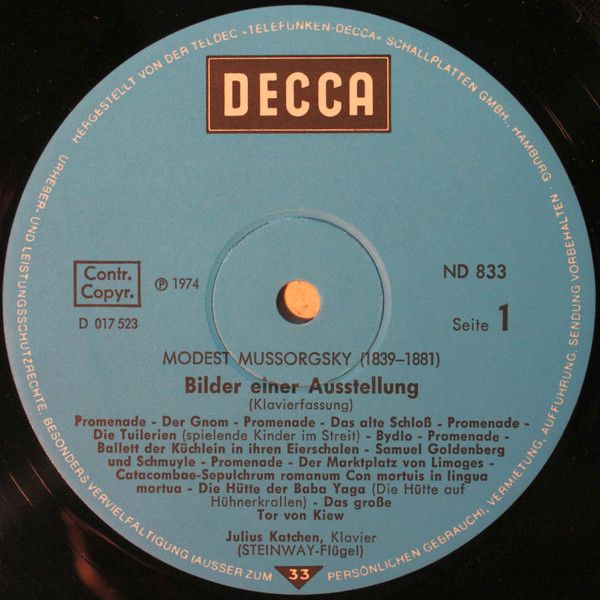 HERGESTELLT VON DER TELDEC »TELEFUNKEN-DECCA« SCHALLPLATTEN GMBH., HAMBURG
URHEBER- UND LEISTUNGSSCHUTZRECHTE, BESONDERS VERVIELFÄLTIGUNG (AUSSER ZUM PERSÖNLICHEN GEBRAUCH), VERMIETUNG, AUFFÜHRUNG, SENDUNG VORBEHALTEN
DECCA
Contr.
Copyr.
℗ 1974
ND 833
D 017 523
Seite 1
MODEST MUSSORGSKY (1839–1881)
Bilder einer Ausstellung
(Klavierfassung)
Promenade - Der Gnom - Promenade - Das alte Schloß - Promenade -
Die Tuilerien (spielende Kinder im Streit) - Bydlo - Promenade -
Ballett der Küchlein in ihren Eierschalen - Samuel Goldenberg
und Schmuyle - Promenade - Der Marktplatz von Limoges -
Catacombae-Sepulchrum romanum Con mortuis in lingua
mortua - Die Hütte der Baba Yaga (Die Hütte auf
Hühnerkrallen) - Das große
Tor von Kiew
Julius Katchen, Klavier
(STEINWAY-Flügel)
33